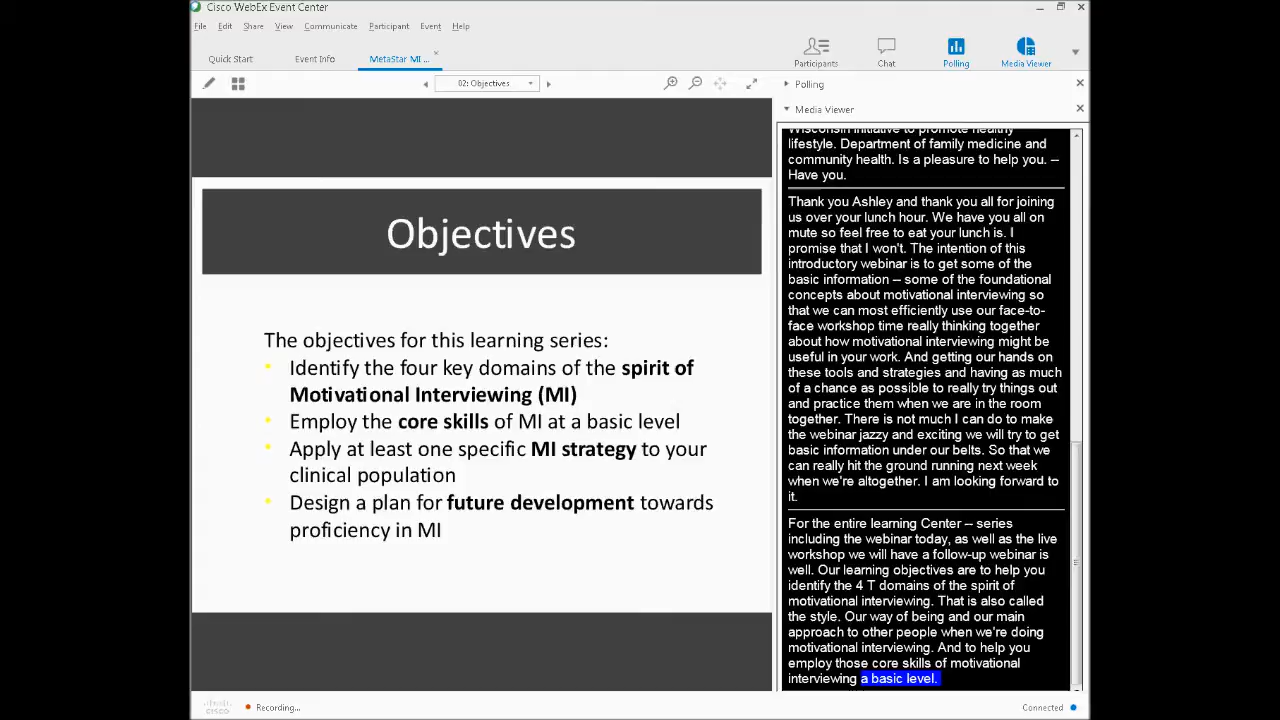 Cisco WebEx Event Center
File Edit Share View Communicate Participant Event Help
Quick Start Event Info MetaStar MI ...
Participants Chat Polling Media Viewer
02: Objectives
Polling
Media Viewer
Objectives
The objectives for this learning series:
Identify the four key domains of the spirit of
Motivational Interviewing (MI)
Employ the core skills of MI at a basic level
Apply at least one specific MI strategy to your
clinical population
Design a plan for future development towards
proficiency in MI
Wisconsin initiative to promote healthy
lifestyle. Department of family medicine and
community health. Is a pleasure to help you. --
Have you.
Thank you Ashley and thank you all for joining
us over your lunch hour. We have you all on
mute so feel free to eat your lunch is. I
promise that I won't. The intention of this
introductory webinar is to get some of the
basic information -- some of the foundational
concepts about motivational interviewing so
that we can most efficiently use our face-to-
face workshop time really thinking together
about how motivational interviewing might be
useful in your work. And getting our hands on
these tools and strategies and having as much
of a chance as possible to really try things out
and practice them when we are in the room
together. There is not much I can do to make
the webinar jazzy and exciting we will try to get
basic information under our belts. So that we
can really hit the ground running next week
when we're altogether. I am looking forward to
it.
For the entire learning Center -- series
including the webinar today, as well as the live
workshop we will have a follow-up webinar is
well. Our learning objectives are to help you
identify the 4 T domains of the spirit of
motivational interviewing. That is also called
the style. Our way of being and our main
approach to other people when we're doing
motivational interviewing. And to help you
employ those core skills of motivational
interviewing a basic level.
CISCO
Recording...
Connected